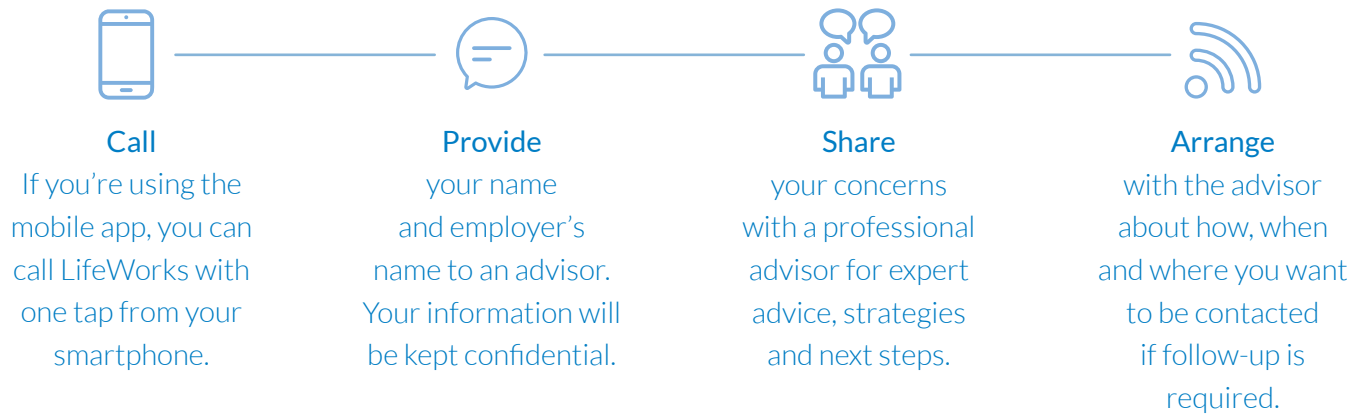 Call
If you’re using the
mobile app, you can
call LifeWorks with
one tap from your
smartphone.
Provide
your name
and employer’s
name to an advisor.
Your information will
be kept confidential.
Share
your concerns
with a professional
advisor for expert
advice, strategies
and next steps.
Arrange
with the advisor
about how, when
and where you want
to be contacted
if follow-up is
required.